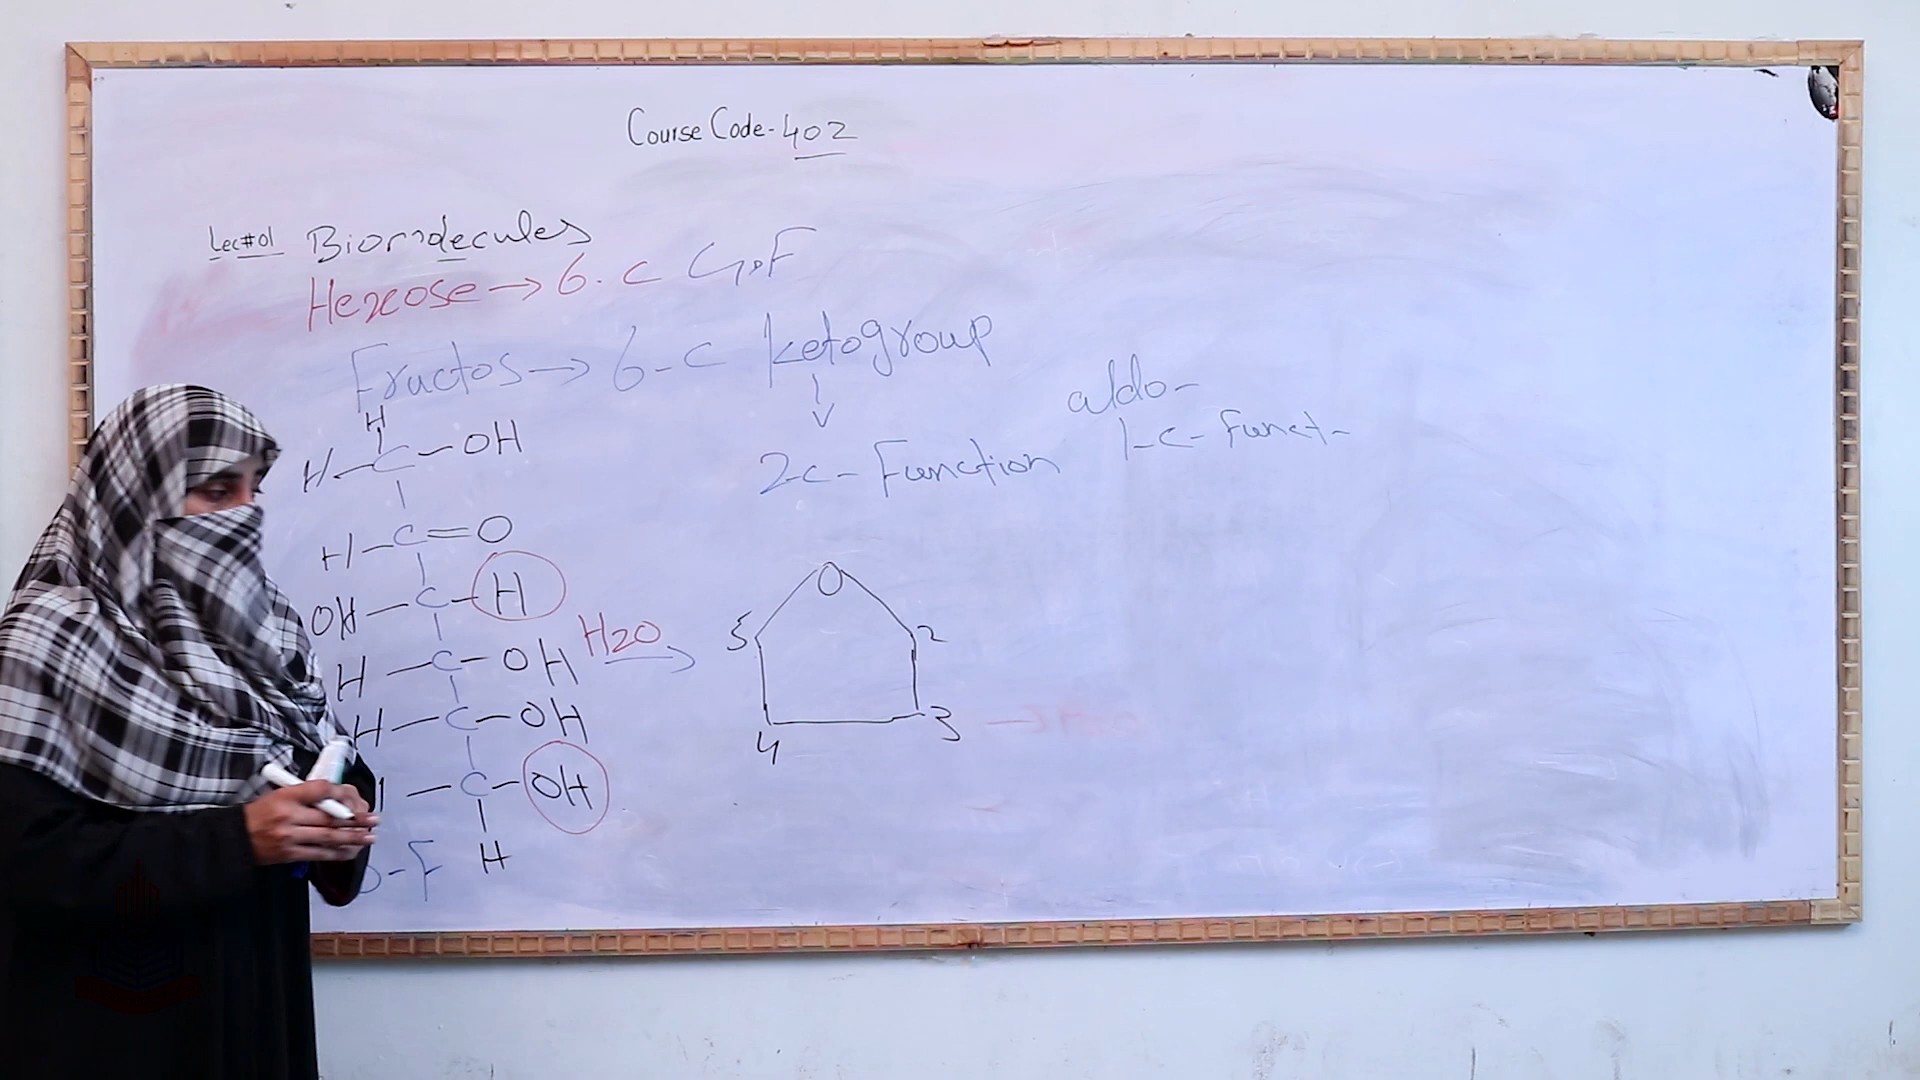 Course Code-402
Lec#01 Biomolecules
Hexose → 6.c G,F
Fructos → 6-c ketogroup
2c-Function
aldo-
1-c-Funct-
H
H-C-OH
H-C=O
OH-C-H
H-C-OH
H-C-OH
C-OH
H
-F
H2O
O
5 2
4 3